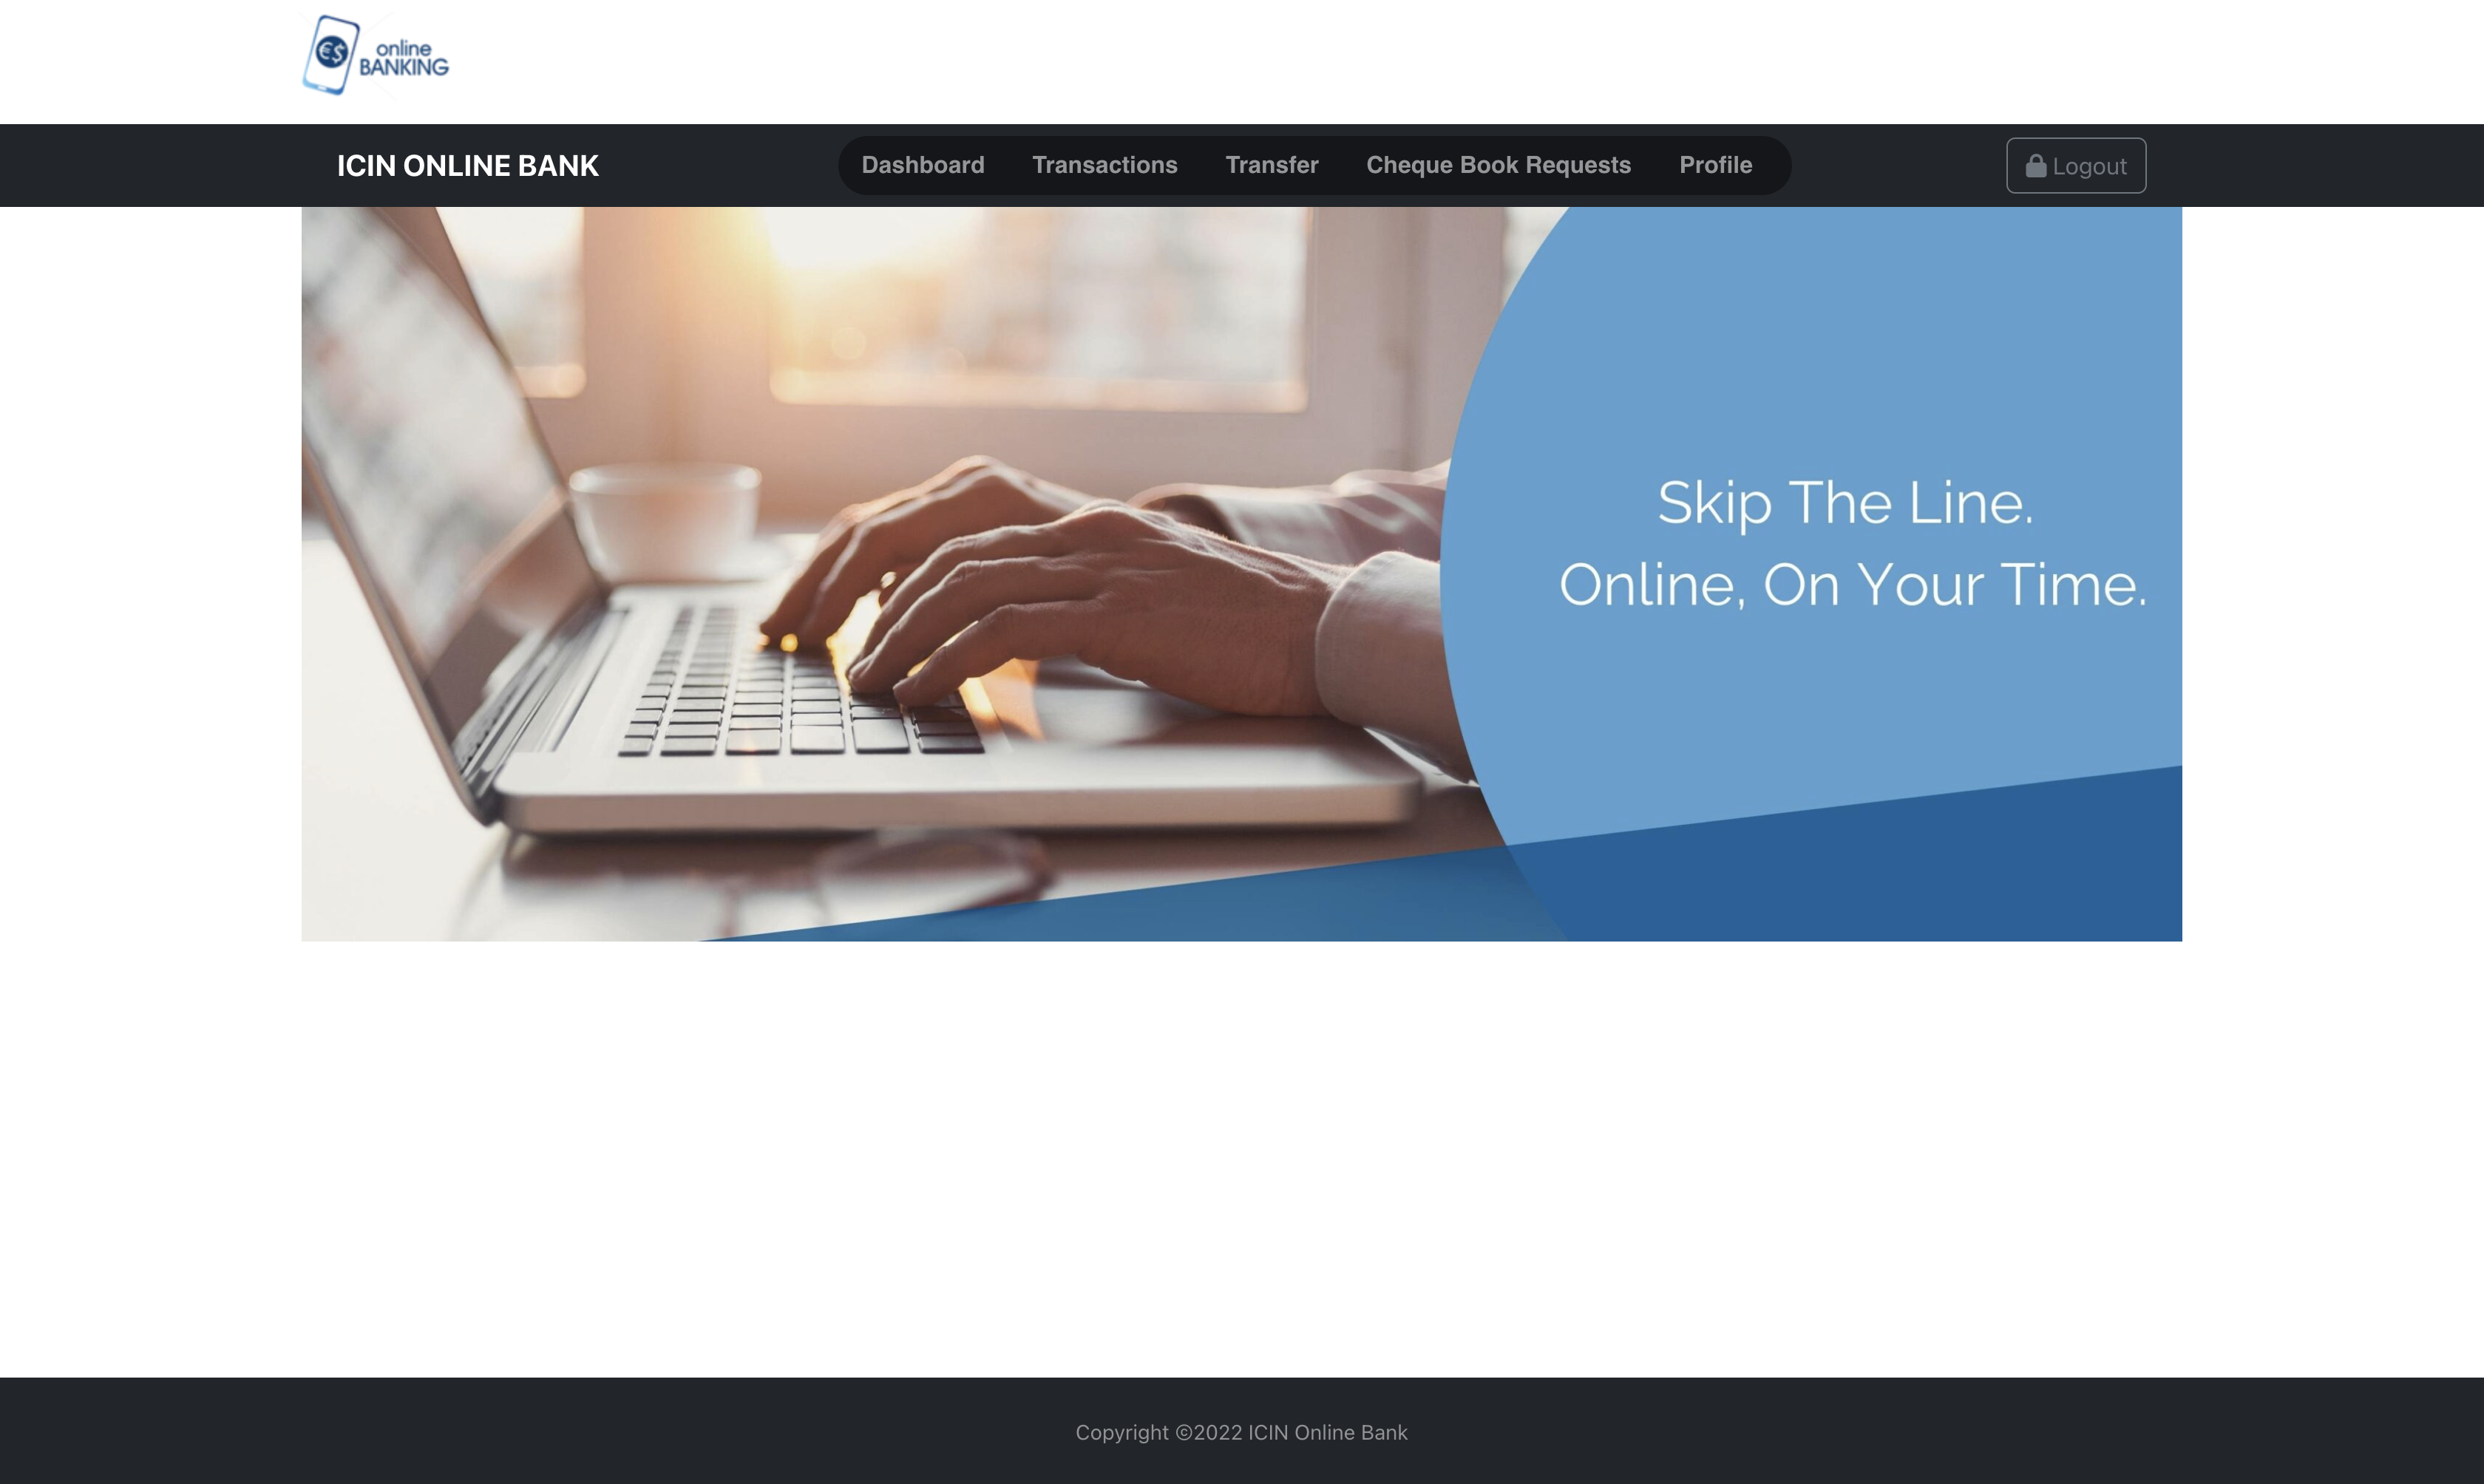 €$
online
BANKING
ICIN ONLINE BANK
Dashboard Transactions Transfer Cheque Book Requests Profile
Logout
Skip The Line.
Online, On Your Time.
Copyright ©2022 ICIN Online Bank